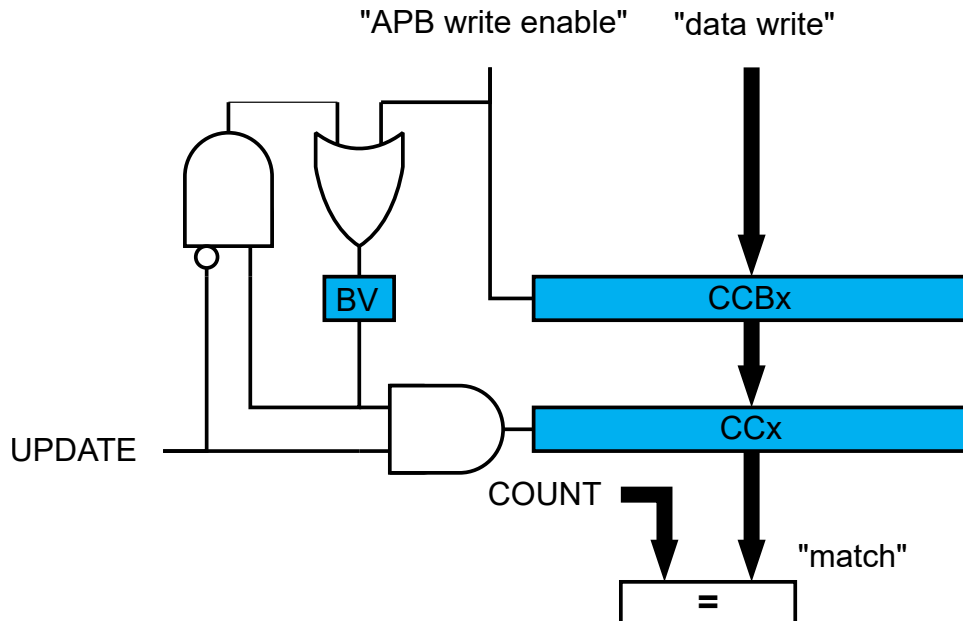 "APB write enable"
"data write"
BV
CCBx
UPDATE
CCx
COUNT
"match"
=